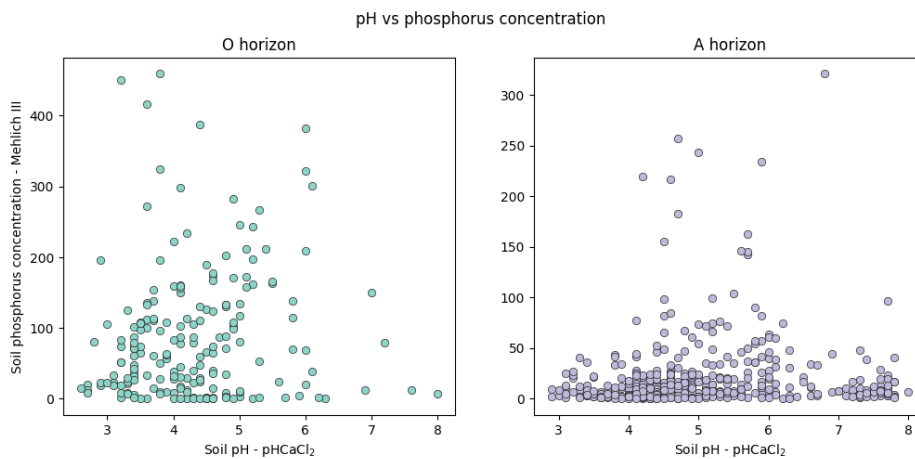 pH vs phosphorus concentration
O horizon
A horizon
Soil phosphorus concentration - Mehlich III
400
300
200
100
0
3 4 5 6 7 8
Soil pH - pHCaCl₂
300
250
200
150
100
50
0
3 4 5 6 7 8
Soil pH - pHCaCl₂